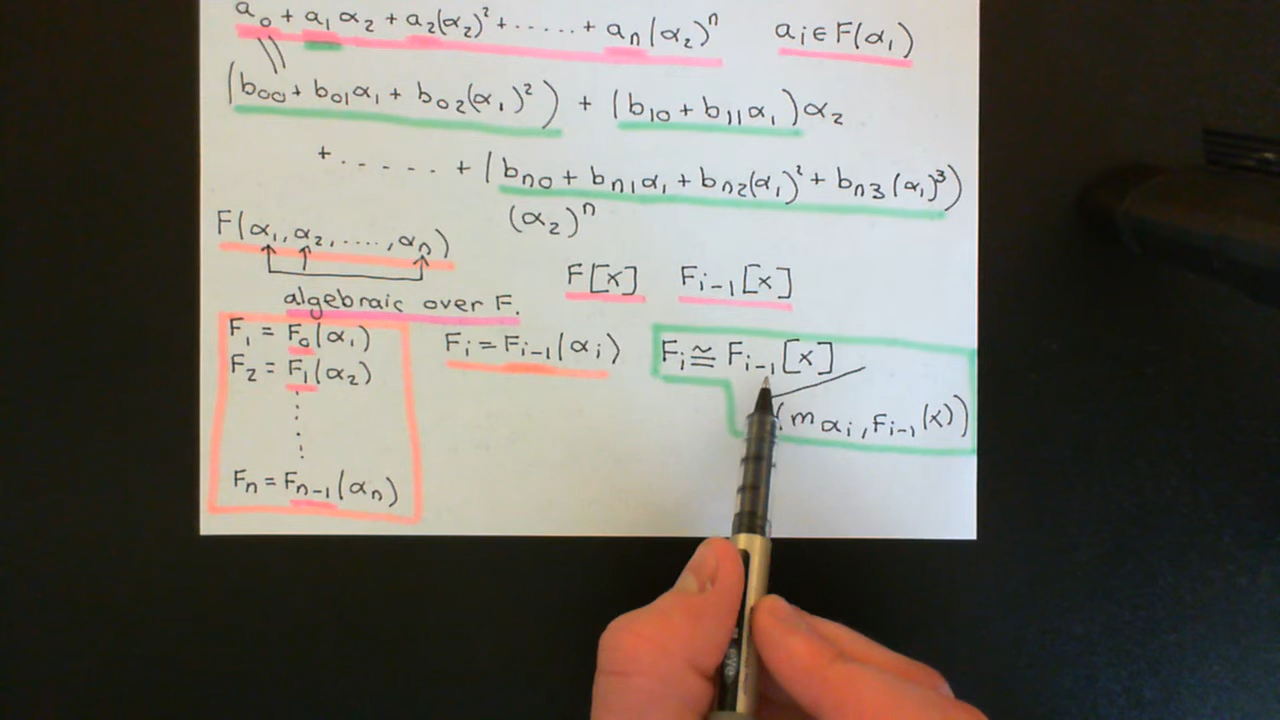 a₀ + a₁α₂ + a₂(α₂)² + ..... + aₙ(α₂)ⁿ aᵢ ∈ F(α₁)
||
(b₀₀ + b₀₁α₁ + b₀₂(α₁)²) + (b₁₀ + b₁₁α₁)α₂
+ ..... + (bₙ₀ + bₙ₁α₁ + bₙ₂(α₁)² + bₙ₃(α₁)³)
(α₂)ⁿ
F(α₁, α₂, ...., αₙ)
algebraic over F.
F[x] Fᵢ₋₁[x]
F₁ = F₀(α₁)
F₂ = F₁(α₂)
⋮
Fₙ = Fₙ₋₁(αₙ)
Fᵢ = Fᵢ₋₁(αᵢ)
Fᵢ ≅ Fᵢ₋₁[x] /
(m αᵢ, Fᵢ₋₁(x))
eye